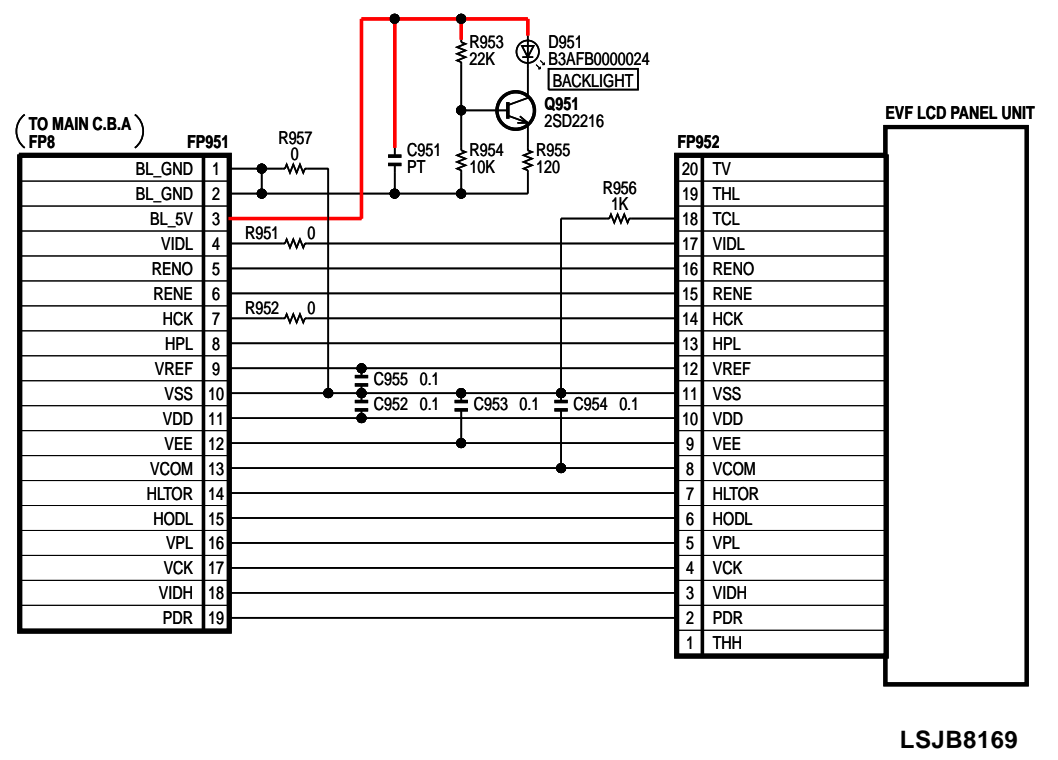 R953
22K
D951
B3AFB0000024
BACKLIGHT
Q951
2SD2216
TO MAIN C.B.A
FP8
FP951
R957
0
C951
PT
R954
10K
R955
120
FP952
EVF LCD PANEL UNIT
BL_GND 1
BL_GND 2
BL_5V 3
VIDL 4
RENO 5
RENE 6
HCK 7
HPL 8
VREF 9
VSS 10
VDD 11
VEE 12
VCOM 13
HLTOR 14
HODL 15
VPL 16
VCK 17
VIDH 18
PDR 19
R951 0
R952 0
R956
1K
C955 0.1
C952 0.1
C953 0.1
C954 0.1
20 TV
19 THL
18 TCL
17 VIDL
16 RENO
15 RENE
14 HCK
13 HPL
12 VREF
11 VSS
10 VDD
9 VEE
8 VCOM
7 HLTOR
6 HODL
5 VPL
4 VCK
3 VIDH
2 PDR
1 THH
LSJB8169